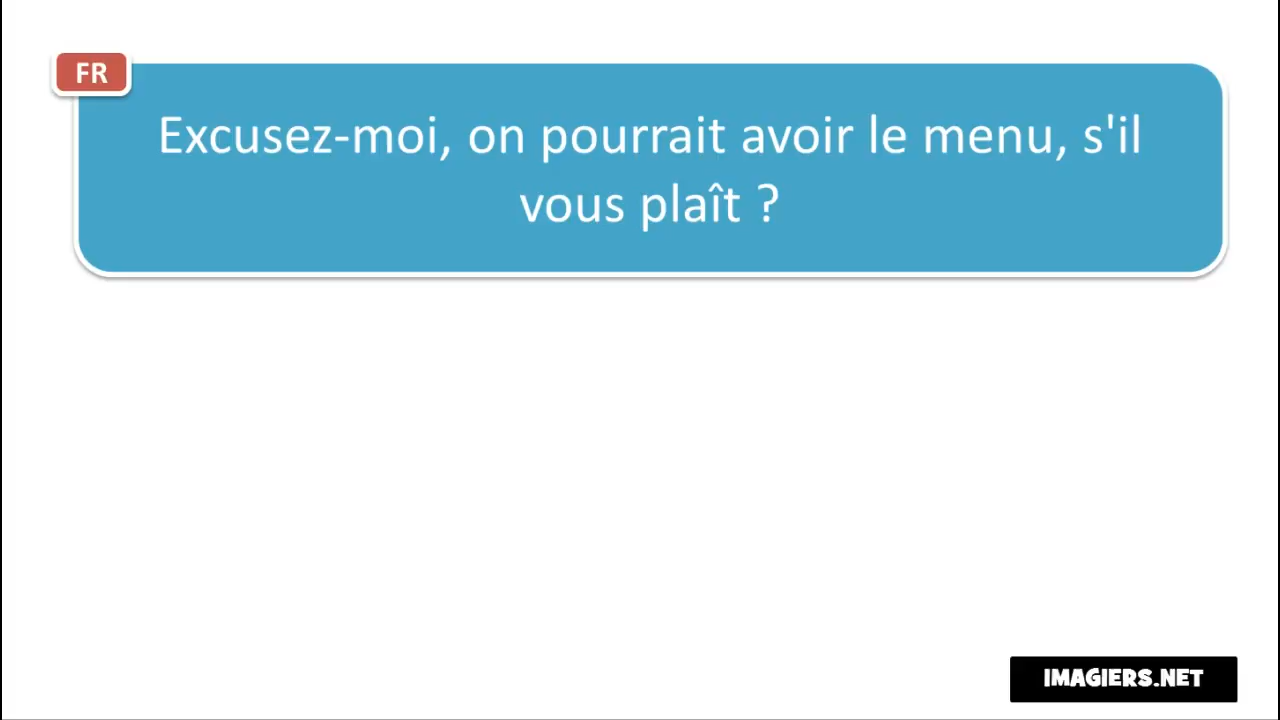 FR
Excusez-moi, on pourrait avoir le menu, s'il
vous plaît ?
IMAGIERS.NET